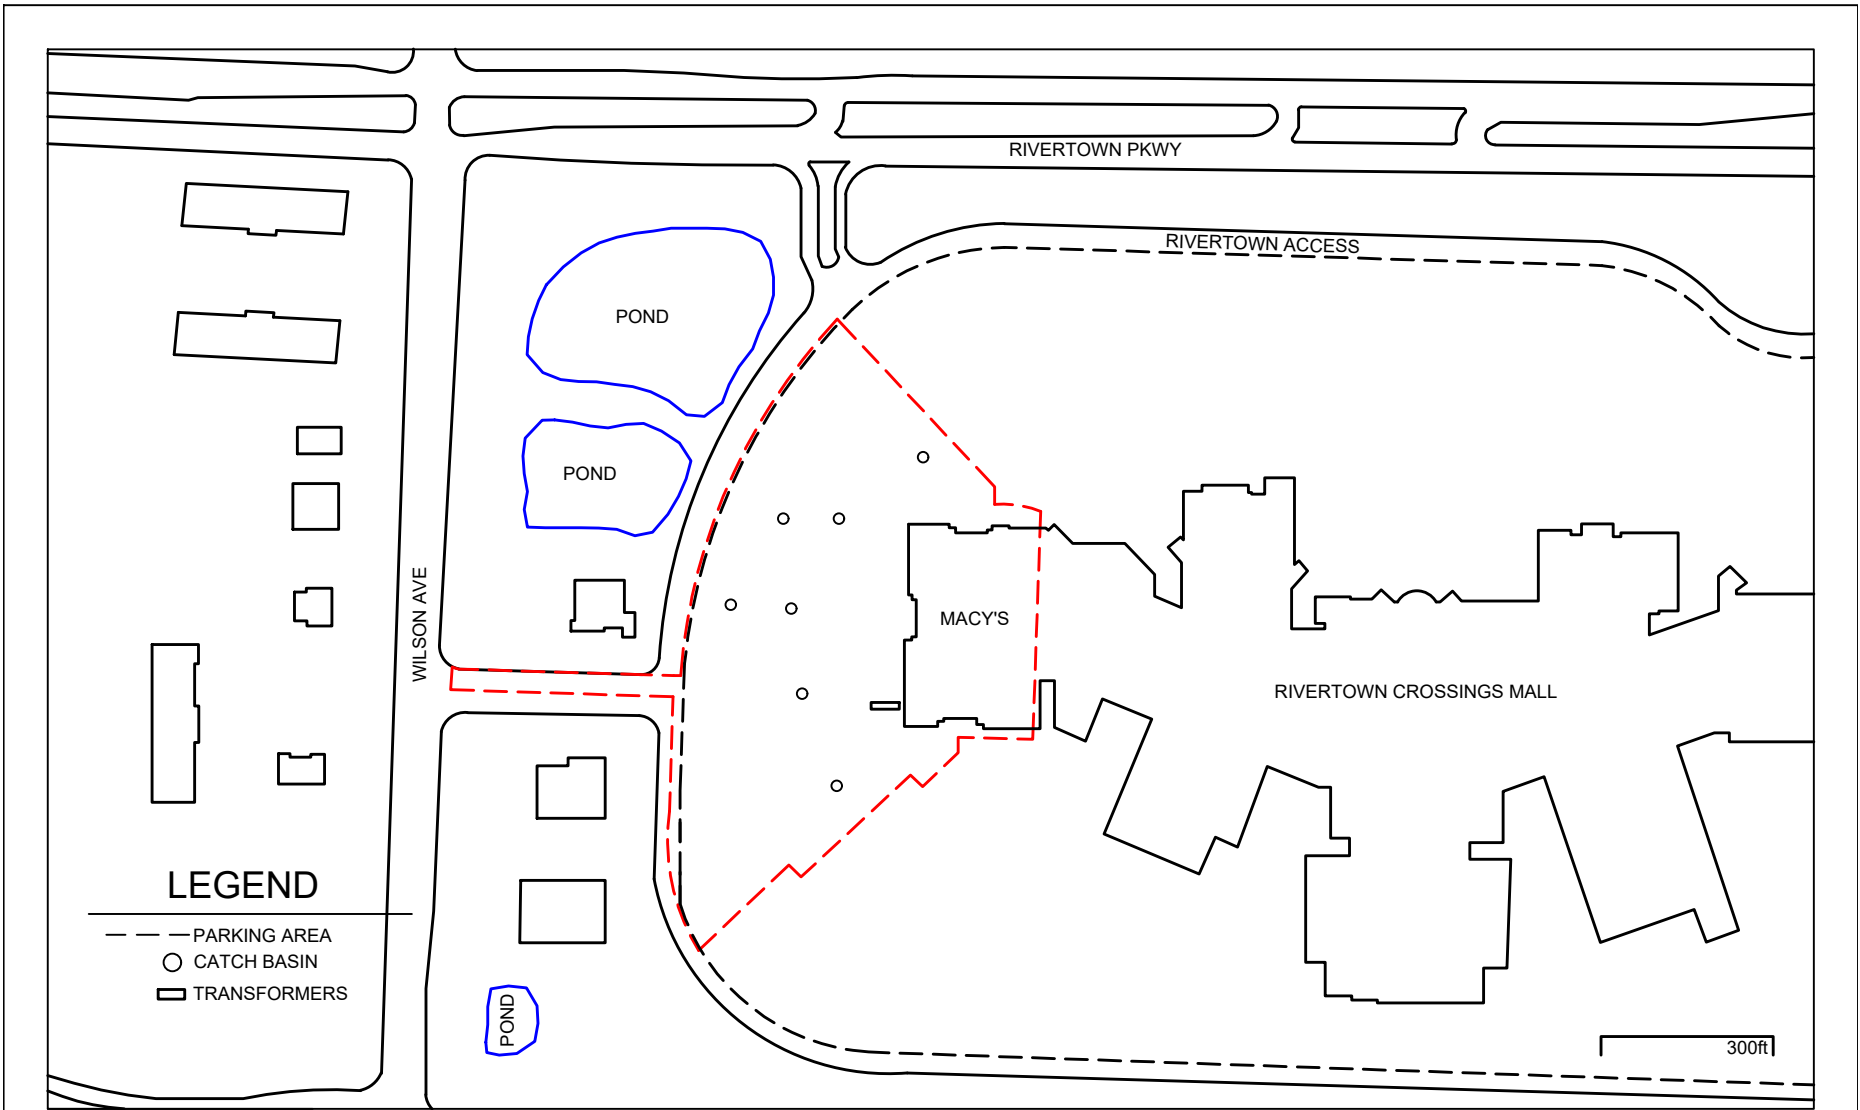 RIVERTOWN PKWY
RIVERTOWN ACCESS
POND
POND
WILSON AVE
MACY'S
RIVERTOWN CROSSINGS MALL
LEGEND
PARKING AREA
CATCH BASIN
TRANSFORMERS
POND
300ft